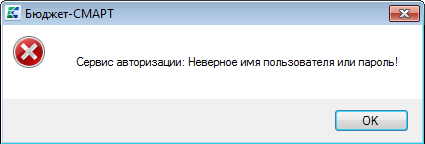 Бюджет-СМАРТ
Сервис авторизации: Неверное имя пользователя или пароль!
OK